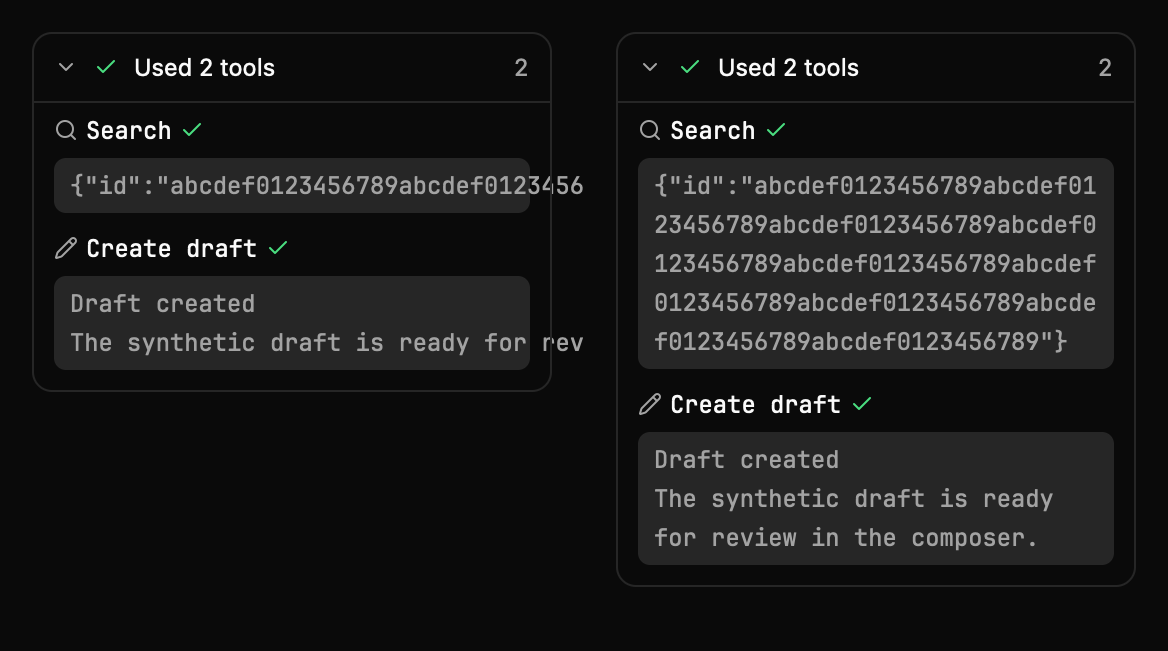 Used 2 tools 2
Search
{"id":"abcdef0123456789abcdef0123456
Create draft
Draft created
The synthetic draft is ready for rev
Used 2 tools 2
Search
{"id":"abcdef0123456789abcdef01
23456789abcdef0123456789abcdef0
123456789abcdef0123456789abcdef
0123456789abcdef0123456789abcde
f0123456789abcdef0123456789"}
Create draft
Draft created
The synthetic draft is ready
for review in the composer.